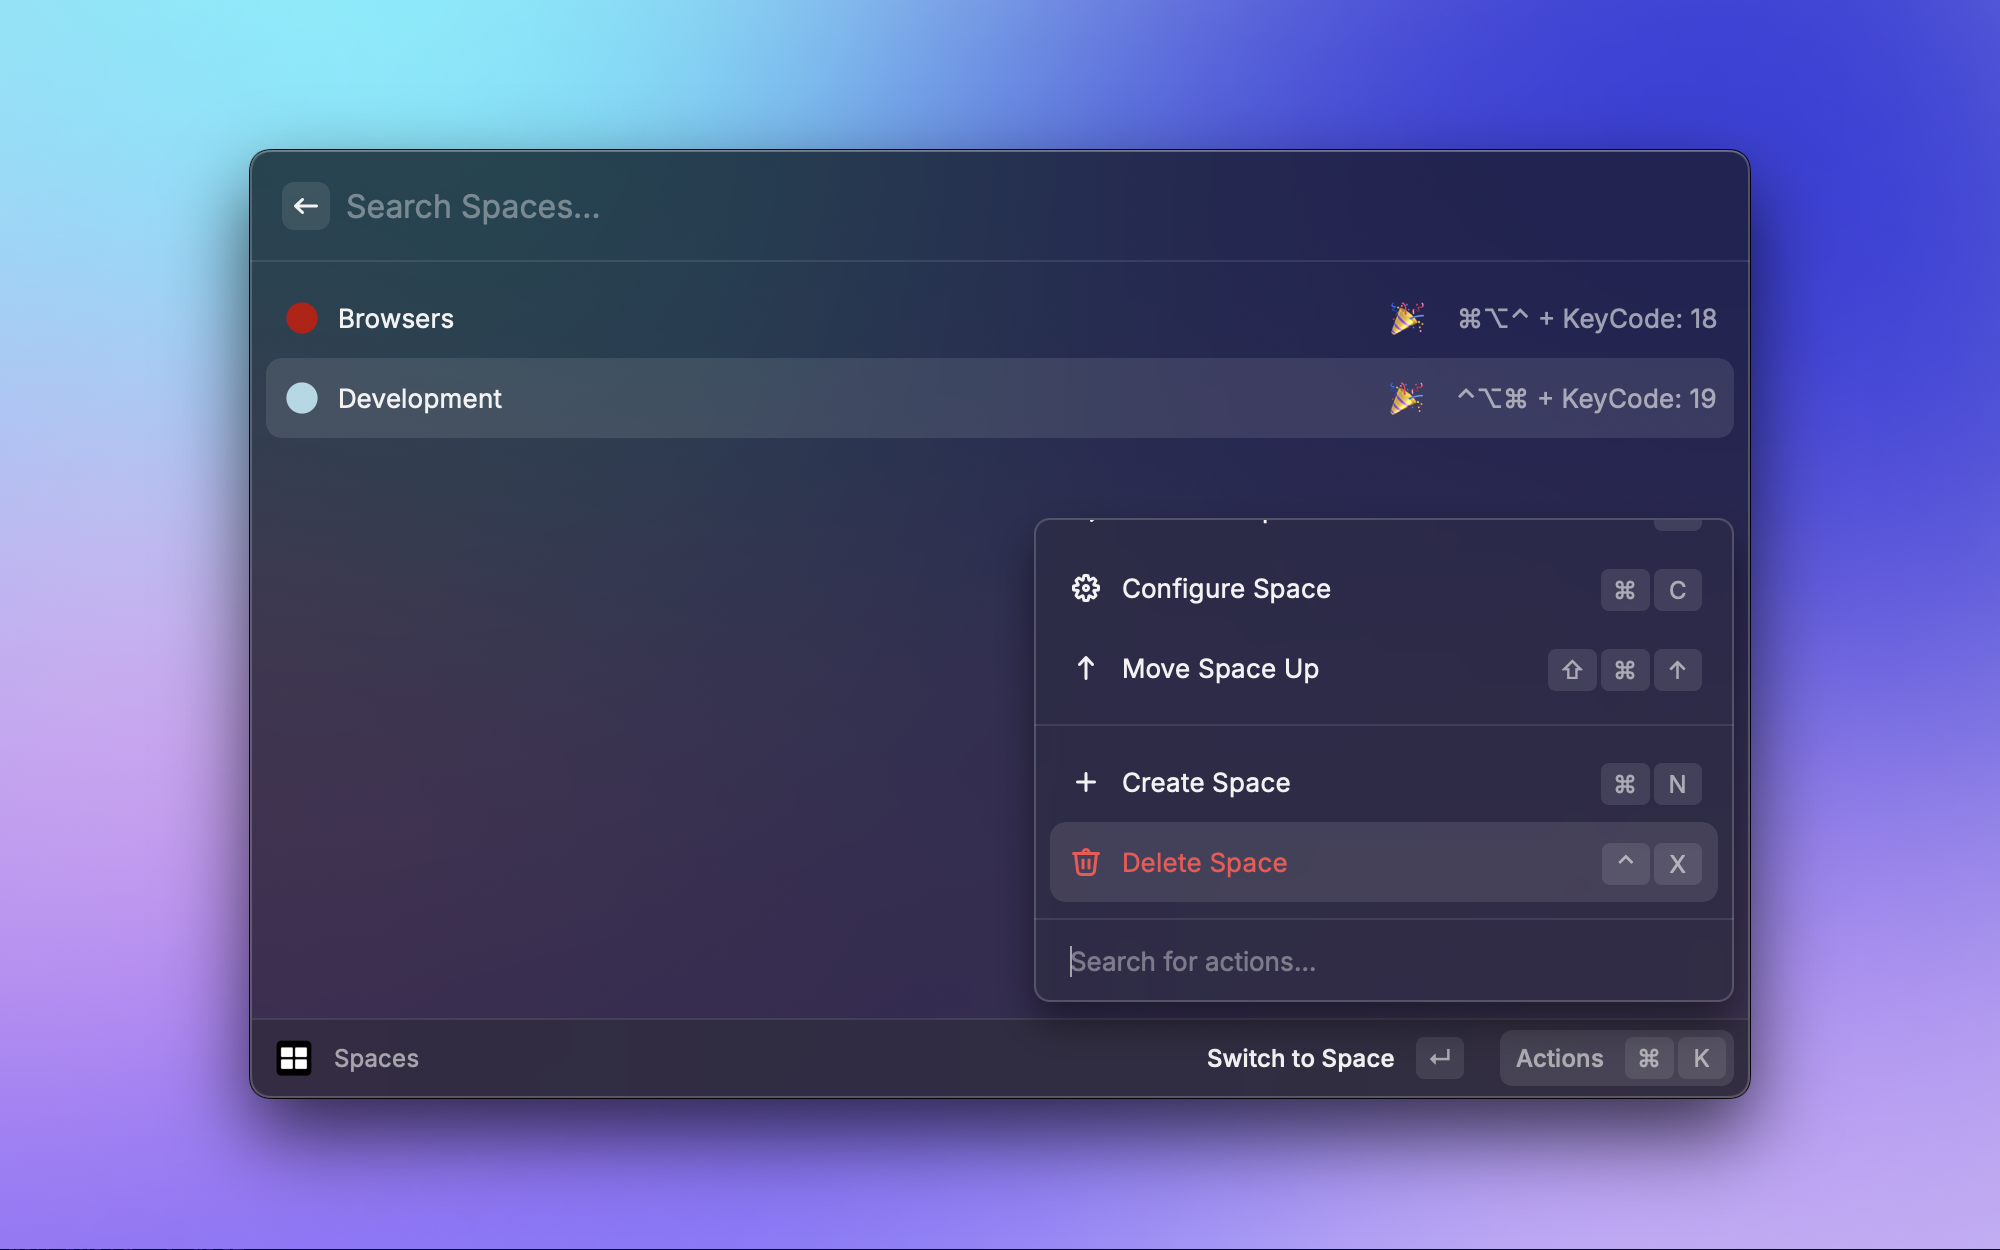 Search Spaces...
Browsers ⌘⌥^ + KeyCode: 18
Development ^⌥⌘ + KeyCode: 19
Configure Space ⌘ C
Move Space Up ⇧ ⌘ ↑
Create Space ⌘ N
Delete Space ^ X
Search for actions...
Spaces Switch to Space ↵ Actions ⌘ K